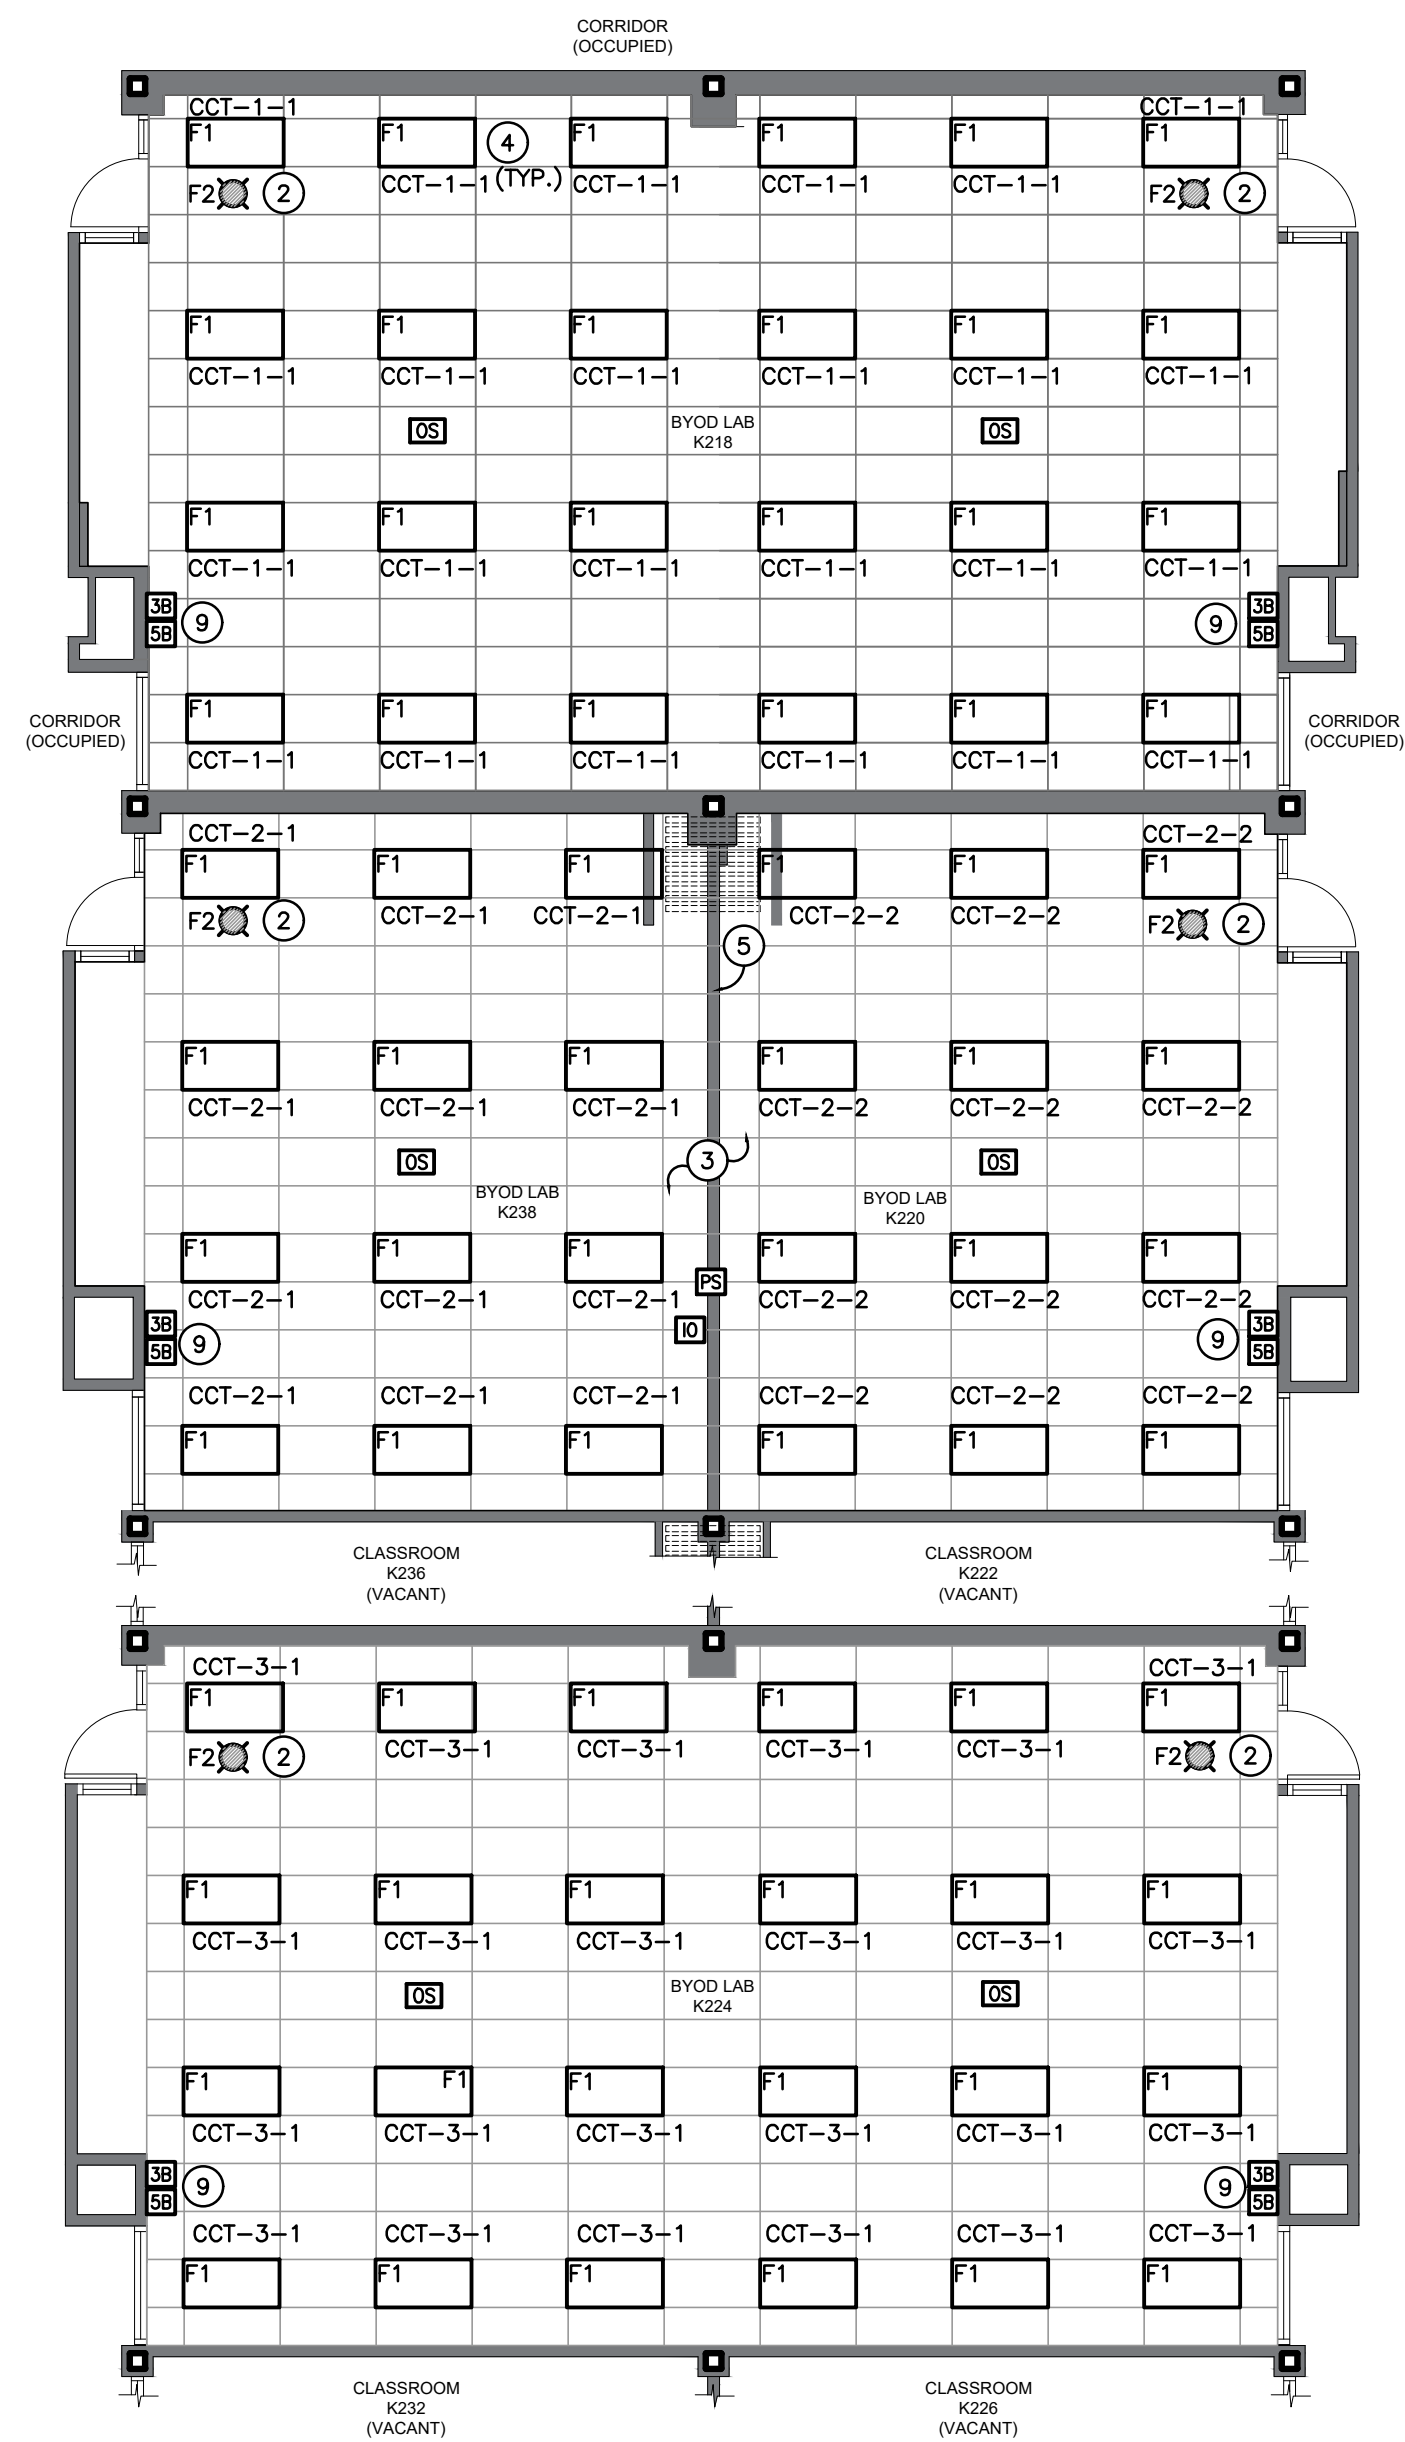 CORRIDOR
(OCCUPIED)
CCT-1-1 CCT-1-1
F1 F1 4 F1 F1 F1 F1
CCT-1-1 (TYP.) CCT-1-1 CCT-1-1 CCT-1-1
F2 2 F2 2
F1 F1 F1 F1 F1 F1
CCT-1-1 CCT-1-1 CCT-1-1 CCT-1-1 CCT-1-1 CCT-1-1
OS OS
BYOD LAB
K218
F1 F1 F1 F1 F1 F1
CCT-1-1 CCT-1-1 CCT-1-1 CCT-1-1 CCT-1-1 CCT-1-1
3B 3B
9 9
5B 5B
F1 F1 F1 F1 F1 F1
CORRIDOR
(OCCUPIED)
CORRIDOR
(OCCUPIED)
CCT-1-1 CCT-1-1 CCT-1-1 CCT-1-1 CCT-1-1 CCT-1-1
CCT-2-1 CCT-2-2
F1 F1 F1 F1 F1 F1
CCT-2-1 CCT-2-1 CCT-2-2 CCT-2-2
F2 2 F2 2
5
F1 F1 F1 F1 F1 F1
CCT-2-1 CCT-2-1 CCT-2-1 CCT-2-2 CCT-2-2 CCT-2-2
OS 3 OS
BYOD LAB
K238
BYOD LAB
K220
F1 F1 F1 F1 F1 F1
PS
CCT-2-1 CCT-2-1 CCT-2-1 CCT-2-2 CCT-2-2 CCT-2-2
3B IO 3B
9 9
5B 5B
CCT-2-1 CCT-2-1 CCT-2-1 CCT-2-2 CCT-2-2 CCT-2-2
F1 F1 F1 F1 F1 F1
CLASSROOM
K236
(VACANT)
CLASSROOM
K222
(VACANT)
CCT-3-1 CCT-3-1
F1 F1 F1 F1 F1 F1
CCT-3-1 CCT-3-1 CCT-3-1 CCT-3-1
F2 2 F2 2
F1 F1 F1 F1 F1 F1
CCT-3-1 CCT-3-1 CCT-3-1 CCT-3-1 CCT-3-1 CCT-3-1
OS OS
BYOD LAB
K224
F1 F1 F1 F1 F1 F1
CCT-3-1 CCT-3-1 CCT-3-1 CCT-3-1 CCT-3-1 CCT-3-1
3B 3B
9 9
5B 5B
CCT-3-1 CCT-3-1 CCT-3-1 CCT-3-1 CCT-3-1 CCT-3-1
F1 F1 F1 F1 F1 F1
CLASSROOM
K232
(VACANT)
CLASSROOM
K226
(VACANT)